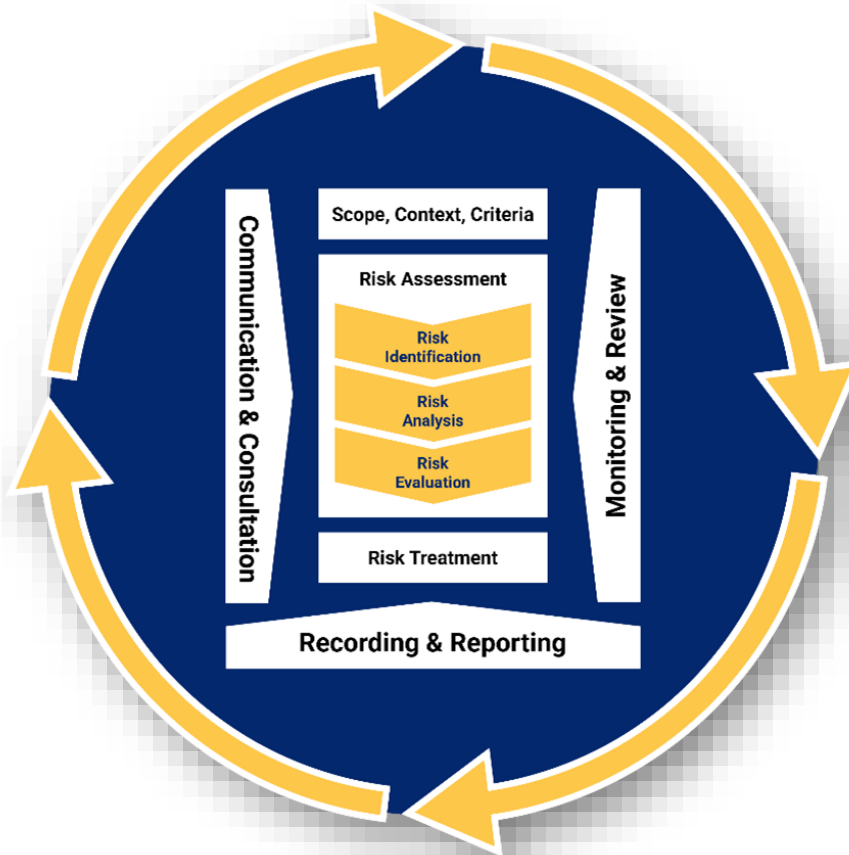 Scope, Context, Criteria
Communication & Consultation
Risk Assessment
Risk
Identification
Risk
Analysis
Risk
Evaluation
Monitoring & Review
Risk Treatment
Recording & Reporting